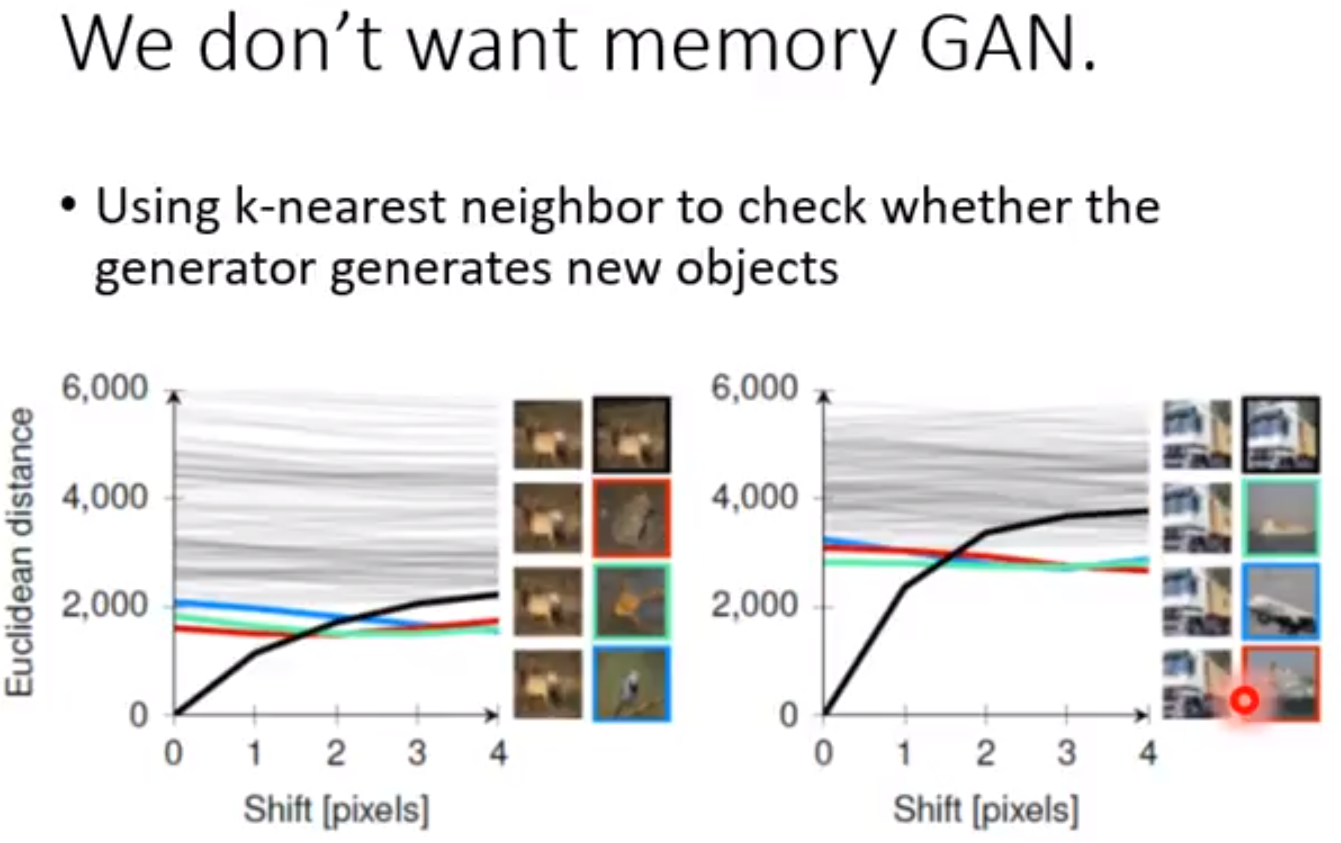 We don't want memory GAN.
• Using k-nearest neighbor to check whether the
generator generates new objects
Euclidean distance
6,000
4,000
2,000
0
0 1 2 3 4
Shift [pixels]
6,000
4,000
2,000
0
0 1 2 3 4
Shift [pixels]